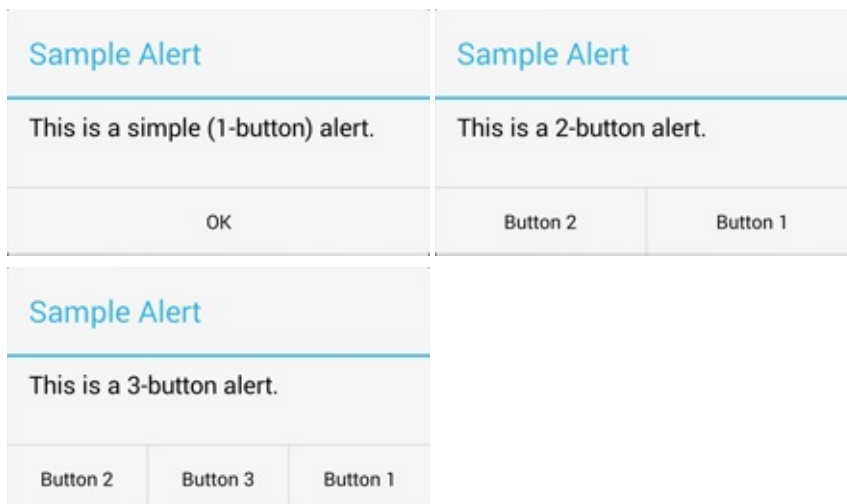 Sample Alert
This is a simple (1-button) alert.
OK
Sample Alert
This is a 2-button alert.
Button 2
Button 1
Sample Alert
This is a 3-button alert.
Button 2
Button 3
Button 1